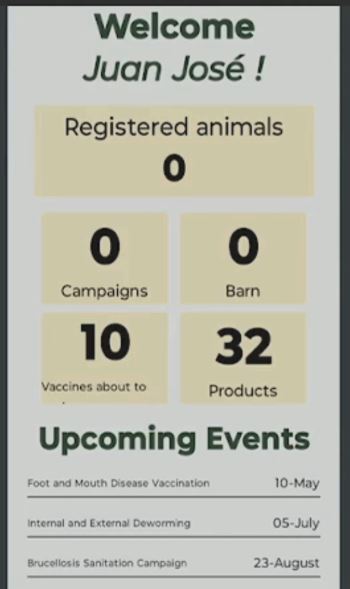 Welcome
Juan José !
Registered animals
0
0
Campaigns
0
Barn
10
Vaccines about to
32
Products
Upcoming Events
Foot and Mouth Disease Vaccination
10-May
Internal and External Deworming
05-July
Brucellosis Sanitation Campaign
23-August